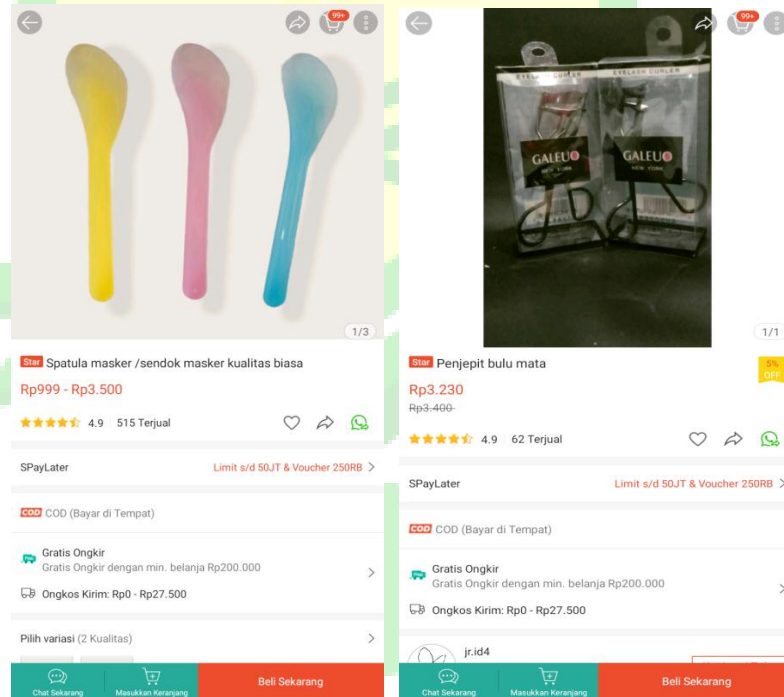 99+
1/3
Star Spatula masker /sendok masker kualitas biasa
Rp999 - Rp3.500
4.9 515 Terjual
SPayLater Limit s/d 50JT & Voucher 250RB
COD COD (Bayar di Tempat)
Gratis Ongkir
Gratis Ongkir dengan min. belanja Rp200.000
Ongkos Kirim: Rp0 - Rp27.500
Pilih variasi (2 Kualitas)
Chat Sekarang
Masukkan Keranjang
Beli Sekarang
99+
EYELASH CURLER
EYELASH CURLER
GALEUO
NEW YORK
GALEUO
NEW YORK
1/1
Star Penjepit bulu mata
5%
OFF
Rp3.230
Rp3.400
4.9 62 Terjual
SPayLater Limit s/d 50JT & Voucher 250RB
COD COD (Bayar di Tempat)
Gratis Ongkir
Gratis Ongkir dengan min. belanja Rp200.000
Ongkos Kirim: Rp0 - Rp27.500
jr.id4
Chat Sekarang
Masukkan Keranjang
Beli Sekarang